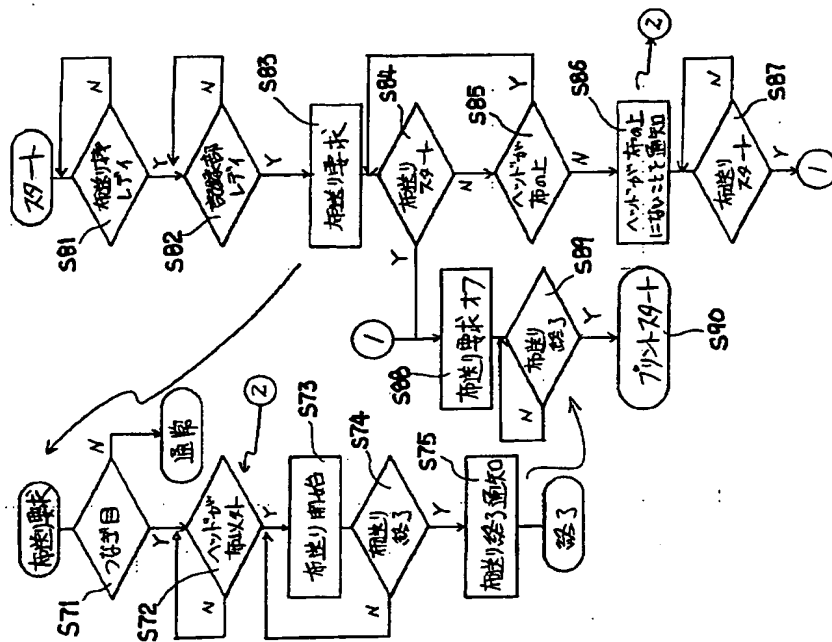 布送り要求
S71
つなぎ目
N
通常
Y
S72
ヘッドが
布以外
N
②
Y
S73
布送り開始
S74
布送り
終了
N
Y
S75
布送り終了通知
終了
スタート
S81
布送り部
レディ
N
Y
S82
記録部
レディ
N
Y
S83
布送り要求
S84
布送り
スタート
Y
N
S85
ヘッドが
布の上
Y
N
S86
ヘッドが布の上
にないことを通知
②
S87
布送り
スタート
N
Y
①
①
S88
布送り要求オフ
S89
布送り
終了
N
Y
プリントスタート
S90